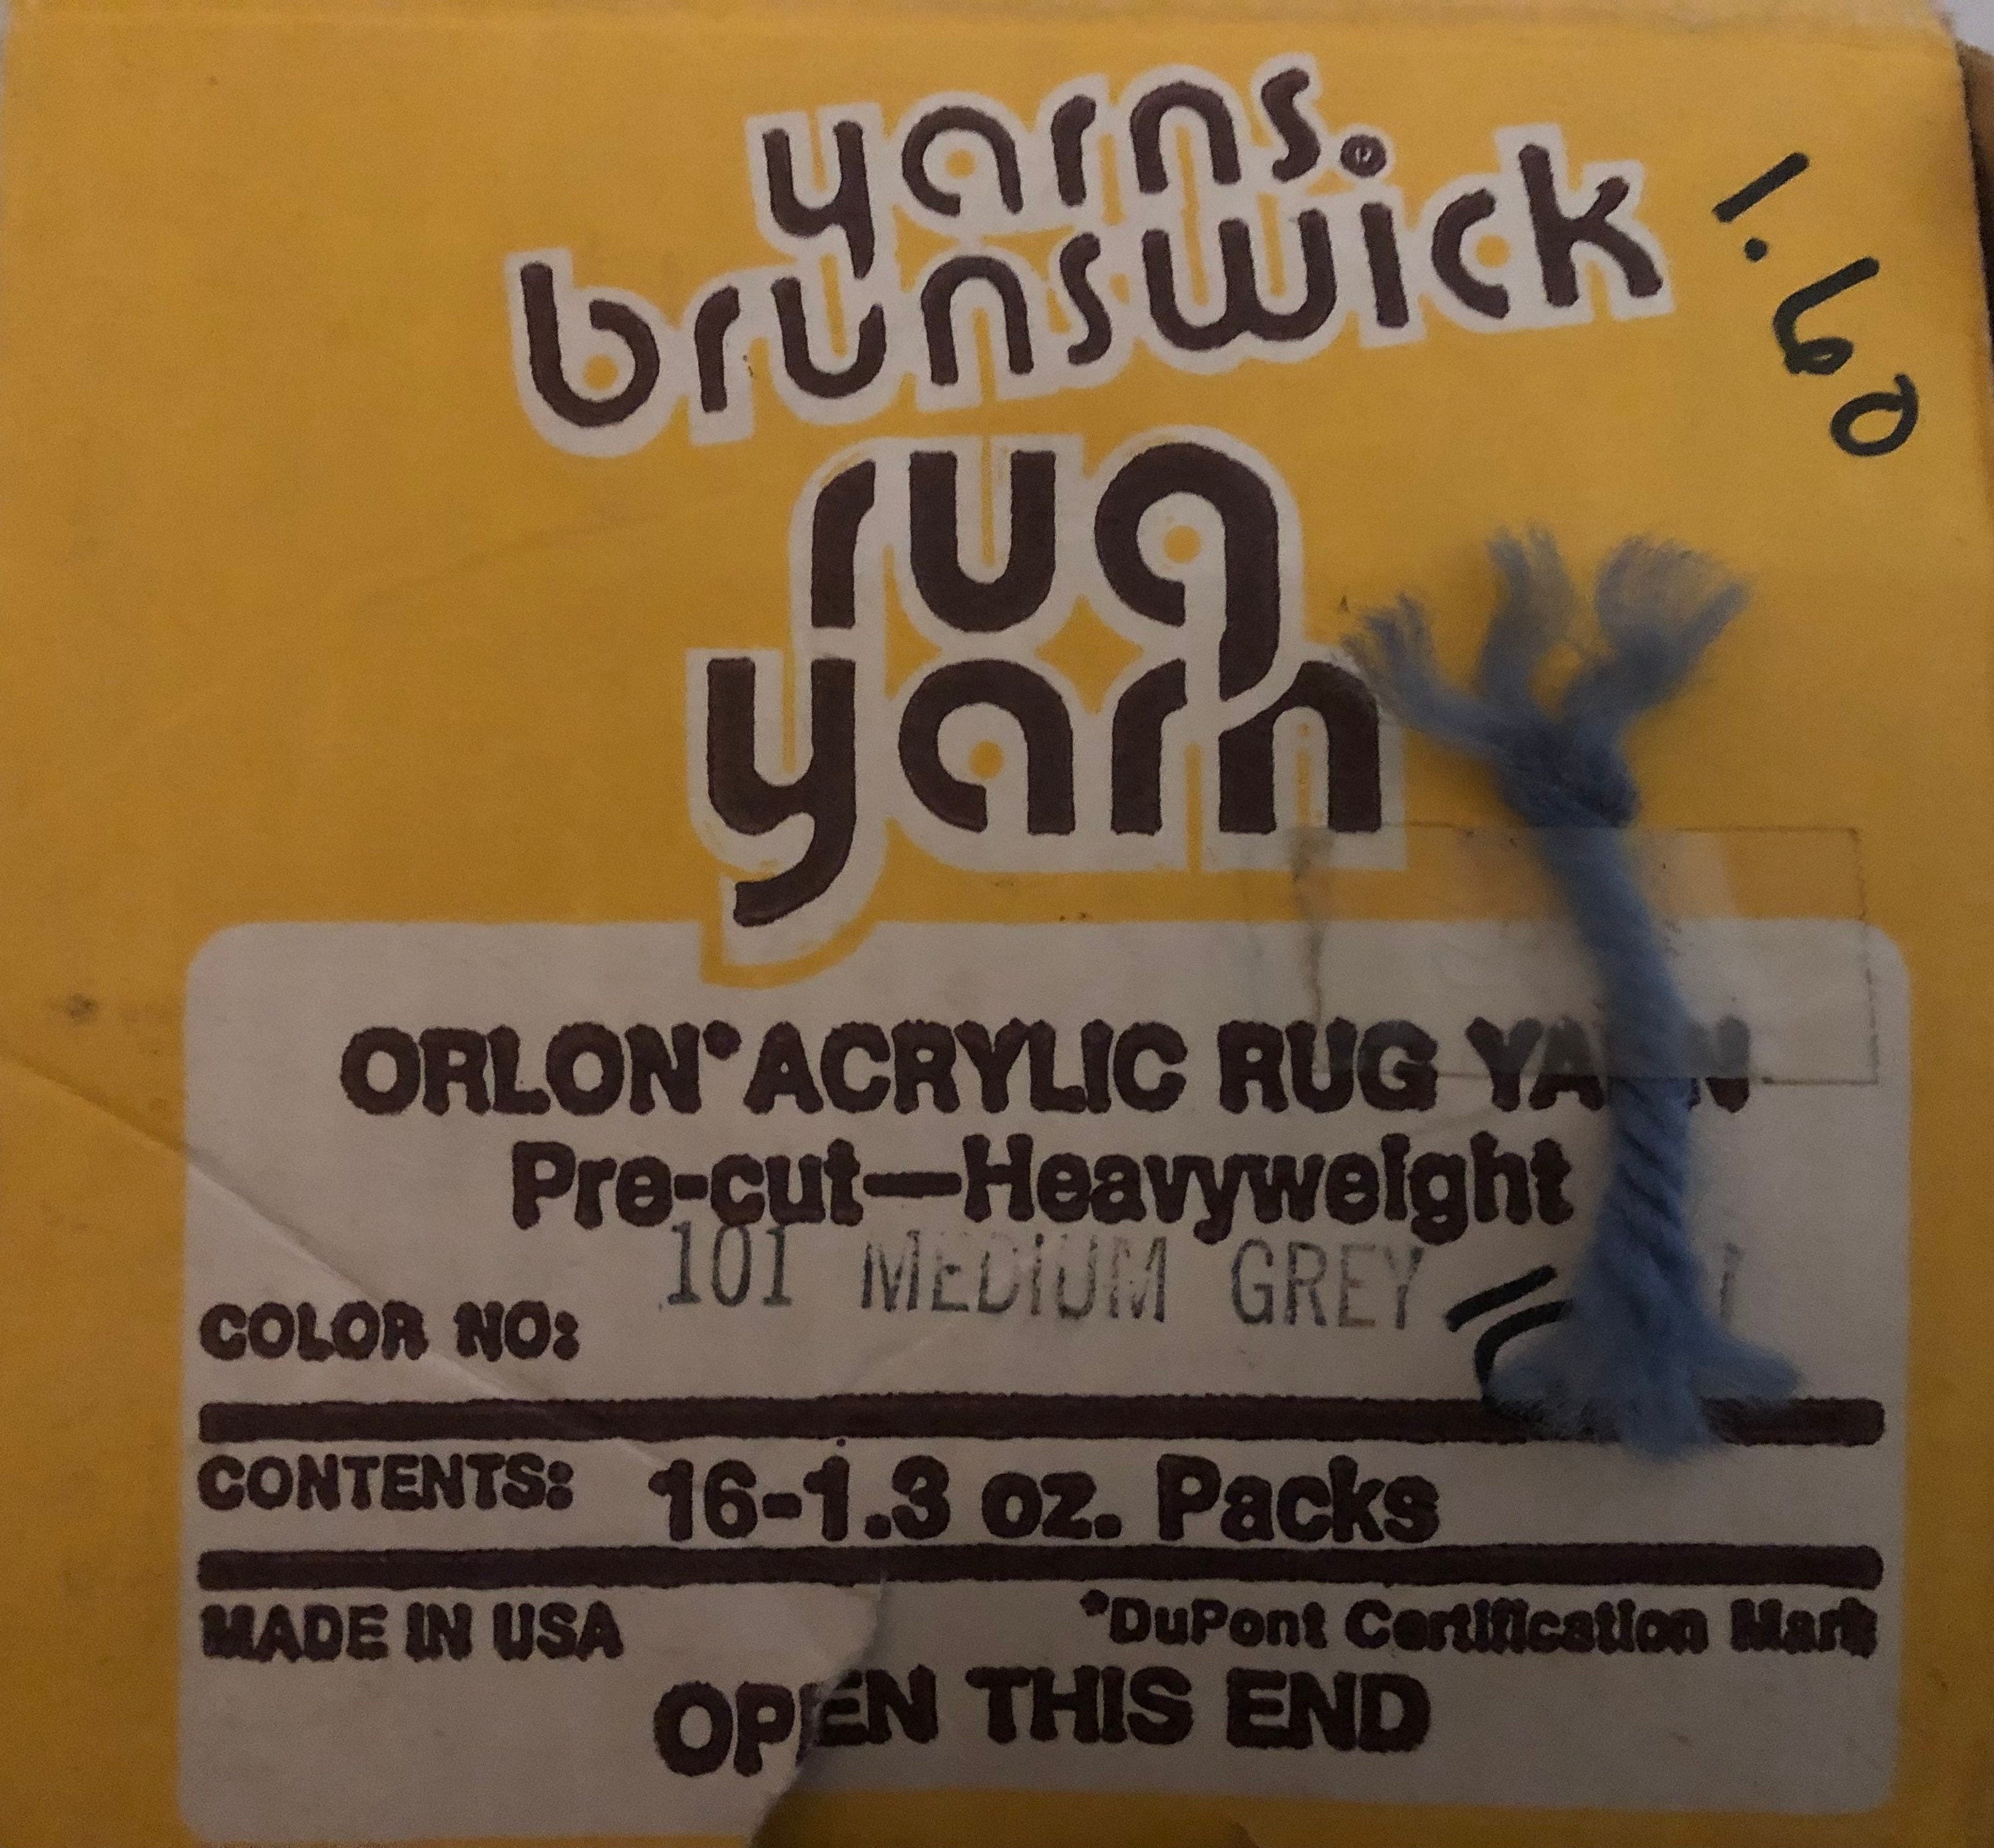 yarns®
brunswick
1.60
rug
yarn
ORLON* ACRYLIC RUG YARN
Pre-cut—Heavyweight
101 MEDIUM GREY
COLOR NO:
CONTENTS: 16-1.3 oz. Packs
MADE IN USA
*DuPont Certification Mark
OPEN THIS END